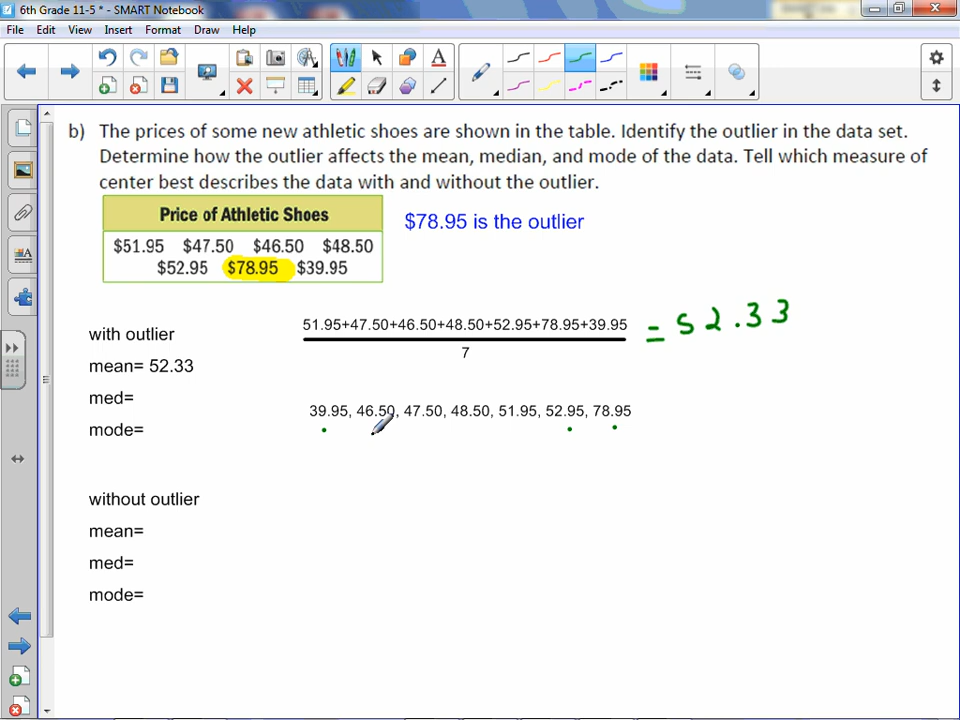 6th Grade 11-5 * - SMART Notebook
File Edit View Insert Format Draw Help
b) The prices of some new athletic shoes are shown in the table. Identify the outlier in the data set.
Determine how the outlier affects the mean, median, and mode of the data. Tell which measure of
center best describes the data with and without the outlier.
Price of Athletic Shoes
$78.95 is the outlier
$51.95 $47.50 $46.50 $48.50
$52.95 $78.95 $39.95
51.95+47.50+46.50+48.50+52.95+78.95+39.95
7
= 52.33
with outlier
mean= 52.33
med=
39.95, 46.50, 47.50, 48.50, 51.95, 52.95, 78.95
mode=
without outlier
mean=
med=
mode=